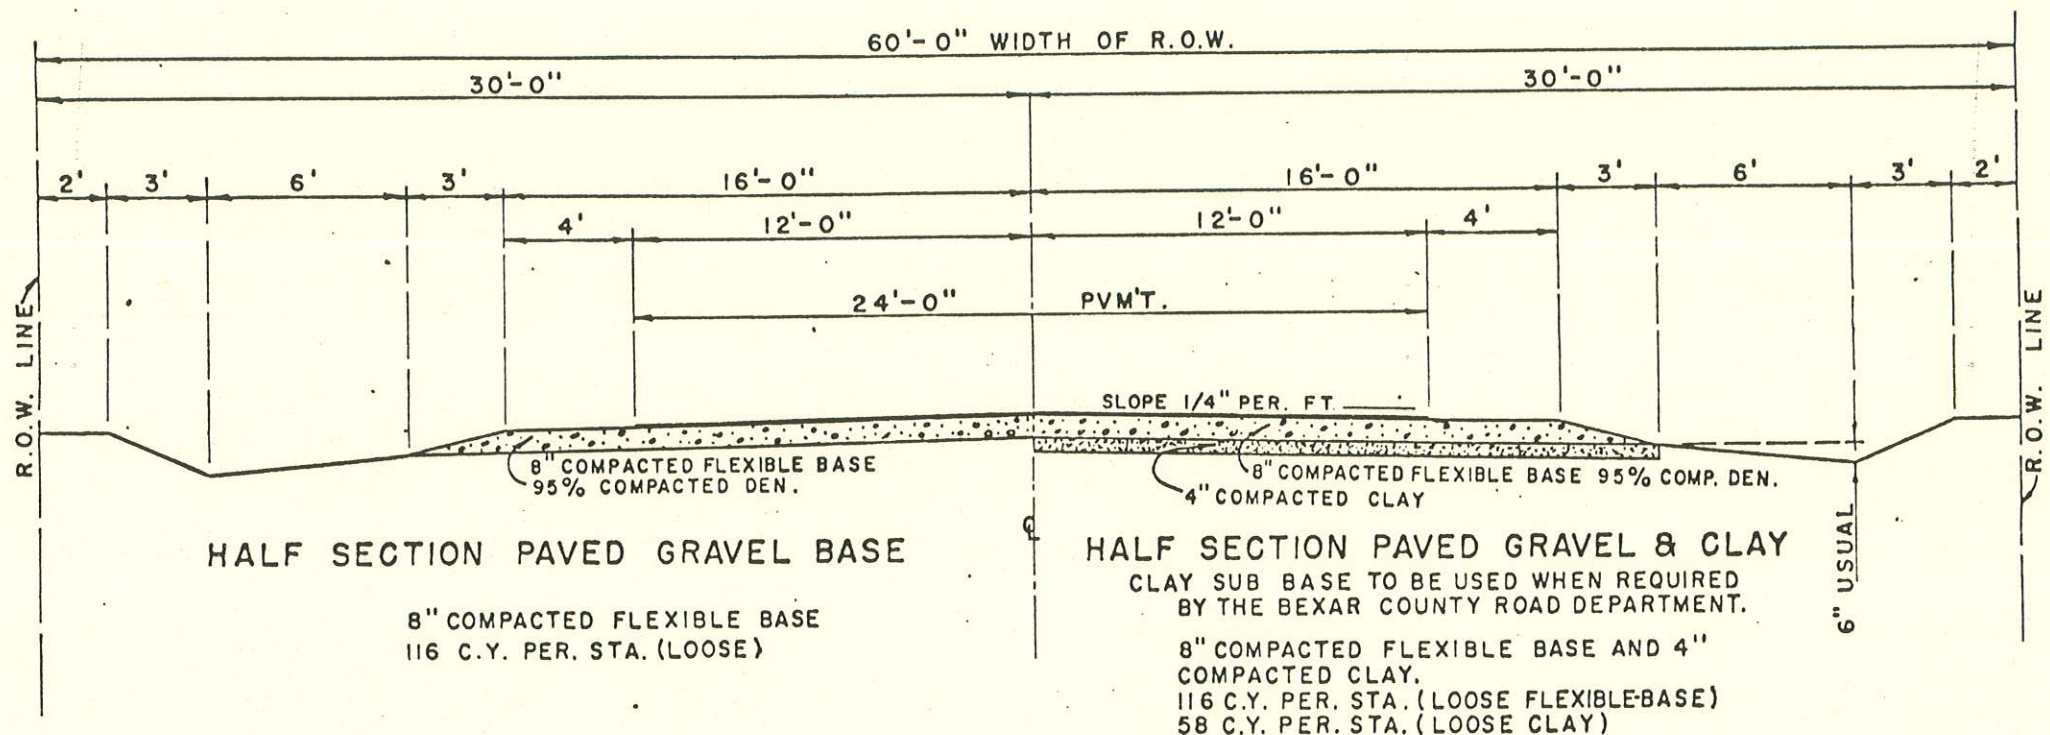 60'-0" WIDTH OF R.O.W.
30'-0" 30'-0"
2' 3' 6' 3' 16'-0" 16'-0" 3' 6' 3' 2'
4' 12'-0" 12'-0" 4'
24'-0" PVM'T.
R.O.W. LINE
R.O.W. LINE
SLOPE 1/4" PER. FT.
8" COMPACTED FLEXIBLE BASE
95% COMPACTED DEN.
8" COMPACTED FLEXIBLE BASE 95% COMP. DEN.
4" COMPACTED CLAY
6" USUAL
℄
HALF SECTION PAVED GRAVEL BASE
8" COMPACTED FLEXIBLE BASE
116 C.Y. PER. STA. (LOOSE)
HALF SECTION PAVED GRAVEL & CLAY
CLAY SUB BASE TO BE USED WHEN REQUIRED
BY THE BEXAR COUNTY ROAD DEPARTMENT.
8" COMPACTED FLEXIBLE BASE AND 4"
COMPACTED CLAY.
116 C.Y. PER. STA. (LOOSE FLEXIBLE-BASE)
58 C.Y. PER. STA. (LOOSE CLAY)